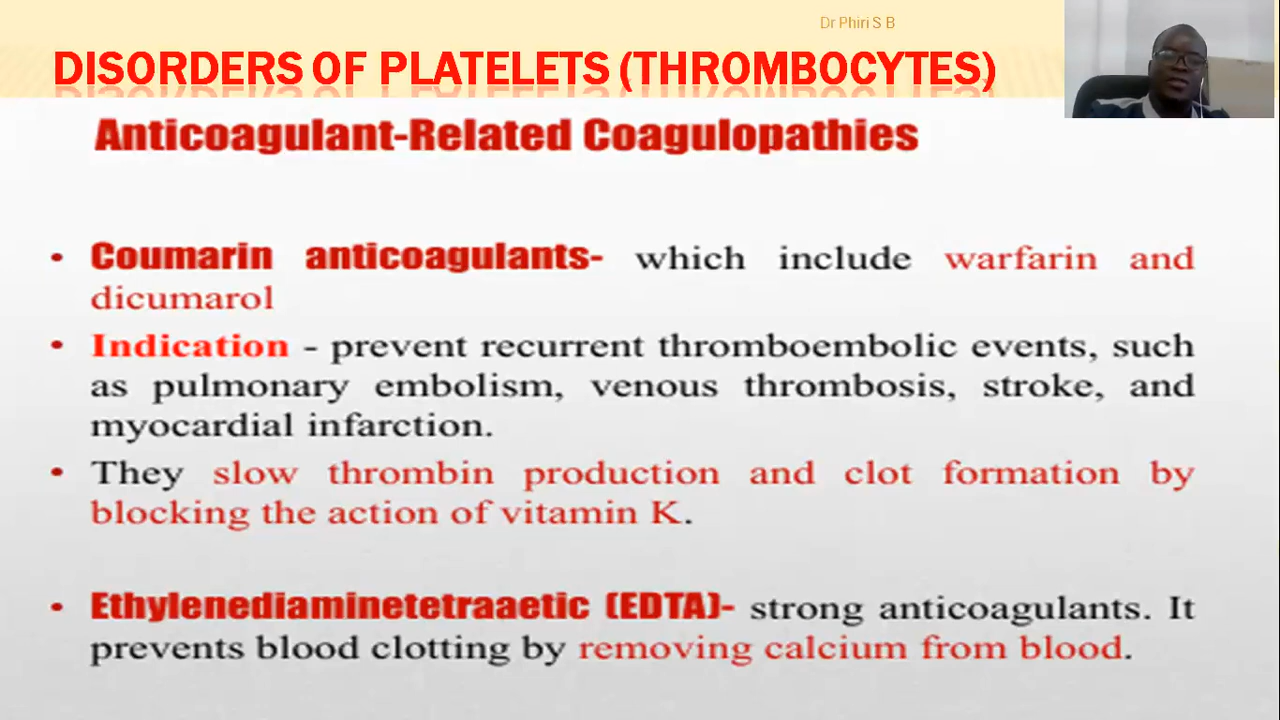 Dr Phiri S B
DISORDERS OF PLATELETS (THROMBOCYTES)
Anticoagulant-Related Coagulopathies
• Coumarin anticoagulants- which include warfarin and
dicumarol
• Indication - prevent recurrent thromboembolic events, such
as pulmonary embolism, venous thrombosis, stroke, and
myocardial infarction.
• They slow thrombin production and clot formation by
blocking the action of vitamin K.
• Ethylenediaminetetraaetic (EDTA)- strong anticoagulants. It
prevents blood clotting by removing calcium from blood.